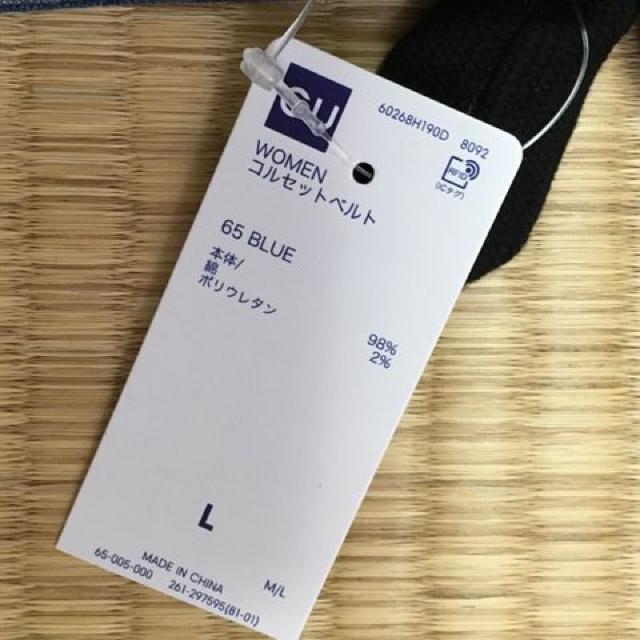 GU
60268H190D 8092
RFID
(ICタグ)
WOMEN
コルセットベルト
65 BLUE
本体/
綿 98%
ポリウレタン 2%
L
MADE IN CHINA M/L
65-005-000 261-297595(81-01)